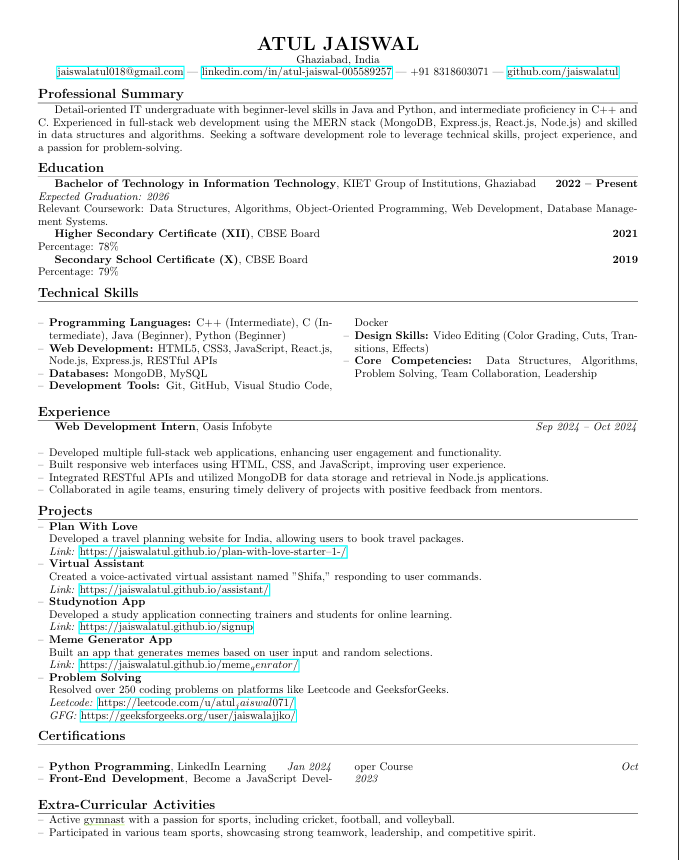 ATUL JAISWAL
Ghaziabad, India
jaiswalatul018@gmail.com — linkedin.com/in/atul-jaiswal-005589257 — +91 8318603071 — github.com/jaiswalatul
Professional Summary
Detail-oriented IT undergraduate with beginner-level skills in Java and Python, and intermediate proficiency in C++ and
C. Experienced in full-stack web development using the MERN stack (MongoDB, Express.js, React.js, Node.js) and skilled
in data structures and algorithms. Seeking a software development role to leverage technical skills, project experience, and
a passion for problem-solving.
Education
Bachelor of Technology in Information Technology, KIET Group of Institutions, Ghaziabad 2022 – Present
Expected Graduation: 2026
Relevant Coursework: Data Structures, Algorithms, Object-Oriented Programming, Web Development, Database Manage-
ment Systems.
Higher Secondary Certificate (XII), CBSE Board 2021
Percentage: 78%
Secondary School Certificate (X), CBSE Board 2019
Percentage: 79%
Technical Skills
– Programming Languages: C++ (Intermediate), C (In-
termediate), Java (Beginner), Python (Beginner)
– Web Development: HTML5, CSS3, JavaScript, React.js,
Node.js, Express.js, RESTful APIs
– Databases: MongoDB, MySQL
– Development Tools: Git, GitHub, Visual Studio Code,
Docker
– Design Skills: Video Editing (Color Grading, Cuts, Tran-
sitions, Effects)
– Core Competencies: Data Structures, Algorithms,
Problem Solving, Team Collaboration, Leadership
Experience
Web Development Intern, Oasis Infobyte Sep 2024 – Oct 2024
– Developed multiple full-stack web applications, enhancing user engagement and functionality.
– Built responsive web interfaces using HTML, CSS, and JavaScript, improving user experience.
– Integrated RESTful APIs and utilized MongoDB for data storage and retrieval in Node.js applications.
– Collaborated in agile teams, ensuring timely delivery of projects with positive feedback from mentors.
Projects
– Plan With Love
Developed a travel planning website for India, allowing users to book travel packages.
Link: https://jaiswalatul.github.io/plan-with-love-starter–1-/
– Virtual Assistant
Created a voice-activated virtual assistant named ”Shifa,” responding to user commands.
Link: https://jaiswalatul.github.io/assistant/
– Studynotion App
Developed a study application connecting trainers and students for online learning.
Link: https://jaiswalatul.github.io/signup
– Meme Generator App
Built an app that generates memes based on user input and random selections.
Link: https://jaiswalatul.github.io/meme_genrator/
– Problem Solving
Resolved over 250 coding problems on platforms like Leetcode and GeeksforGeeks.
Leetcode: https://leetcode.com/u/atul_jaiswal071/
GFG: https://geeksforgeeks.org/user/jaiswalajjko/
Certifications
– Python Programming, LinkedIn Learning Jan 2024
– Front-End Development, Become a JavaScript Devel-
oper Course Oct
2023
Extra-Curricular Activities
– Active gymnast with a passion for sports, including cricket, football, and volleyball.
– Participated in various team sports, showcasing strong teamwork, leadership, and competitive spirit.